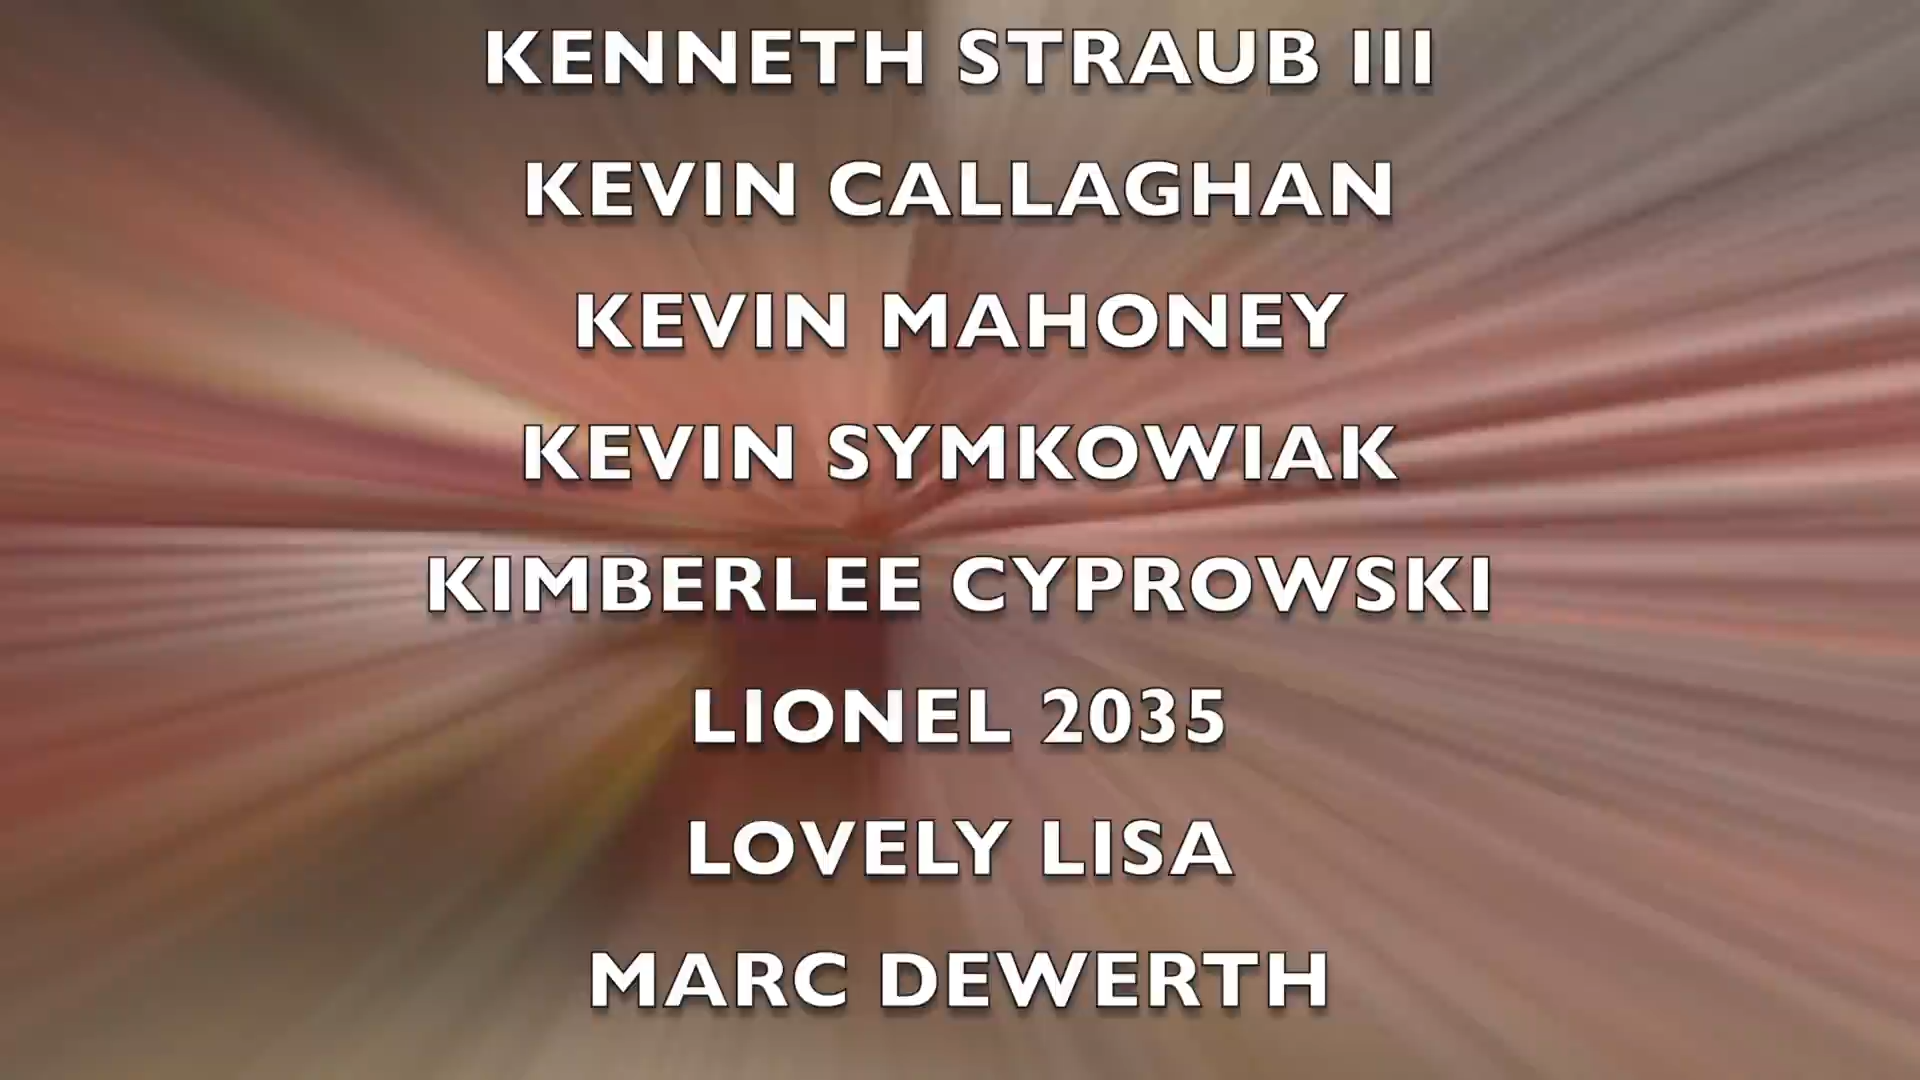 KENNETH STRAUB III
KEVIN CALLAGHAN
KEVIN MAHONEY
KEVIN SYMKOWIAK
KIMBERLEE CYPROWSKI
LIONEL 2035
LOVELY LISA
MARC DEWERTH